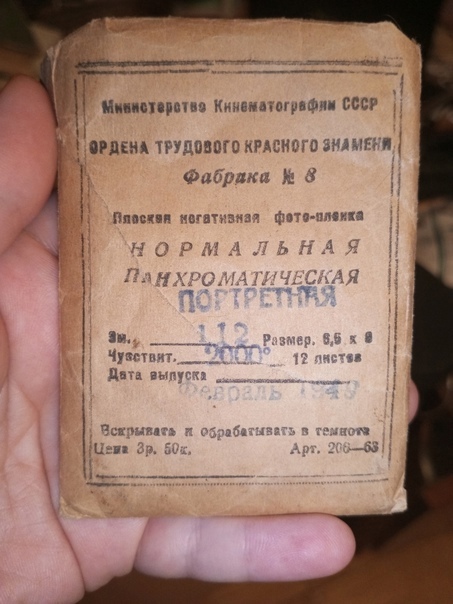 Министерство Кинематографии СССР
ОРДЕНА ТРУДОВОГО КРАСНОГО ЗНАМЕНИ
Фабрика № 8
Плоская негативная фото-пленка
НОРМАЛЬНАЯ
ПАНХРОМАТИЧЕСКАЯ
ПОРТРЕТНАЯ
Эм. 112 Размер. 6,5 х 9
Чувствит. 2000° 12 листов
Дата выпуска
Февраль 1949
Вскрывать и обрабатывать в темноте
Цена 3р. 50к. Арт. 206—63